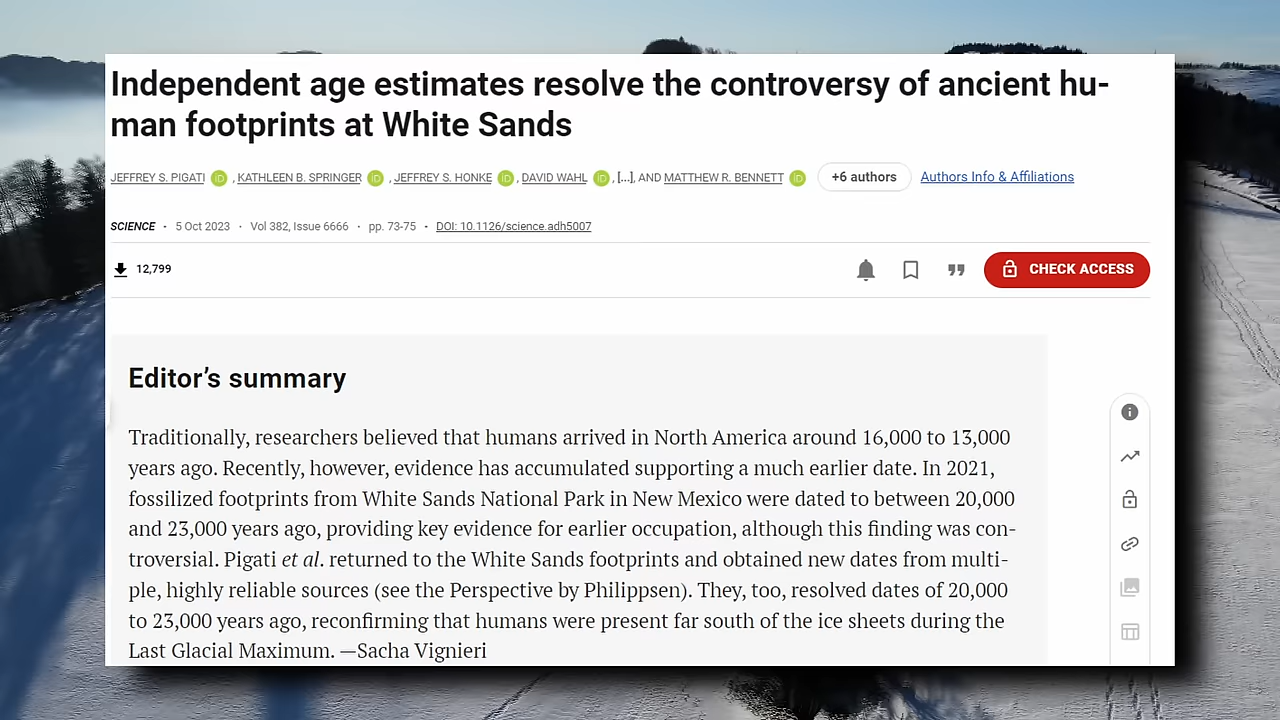 Independent age estimates resolve the controversy of ancient hu-
man footprints at White Sands
JEFFREY S. PIGATI iD , KATHLEEN B. SPRINGER iD , JEFFREY S. HONKE iD , DAVID WAHL iD , [...], AND MATTHEW R. BENNETT iD +6 authors Authors Info & Affiliations
SCIENCE · 5 Oct 2023 · Vol 382, Issue 6666 · pp. 73-75 · DOI: 10.1126/science.adh5007
12,799
CHECK ACCESS
Editor’s summary
Traditionally, researchers believed that humans arrived in North America around 16,000 to 13,000
years ago. Recently, however, evidence has accumulated supporting a much earlier date. In 2021,
fossilized footprints from White Sands National Park in New Mexico were dated to between 20,000
and 23,000 years ago, providing key evidence for earlier occupation, although this finding was con-
troversial. Pigati et al. returned to the White Sands footprints and obtained new dates from multi-
ple, highly reliable sources (see the Perspective by Philippsen). They, too, resolved dates of 20,000
to 23,000 years ago, reconfirming that humans were present far south of the ice sheets during the
Last Glacial Maximum. —Sacha Vignieri